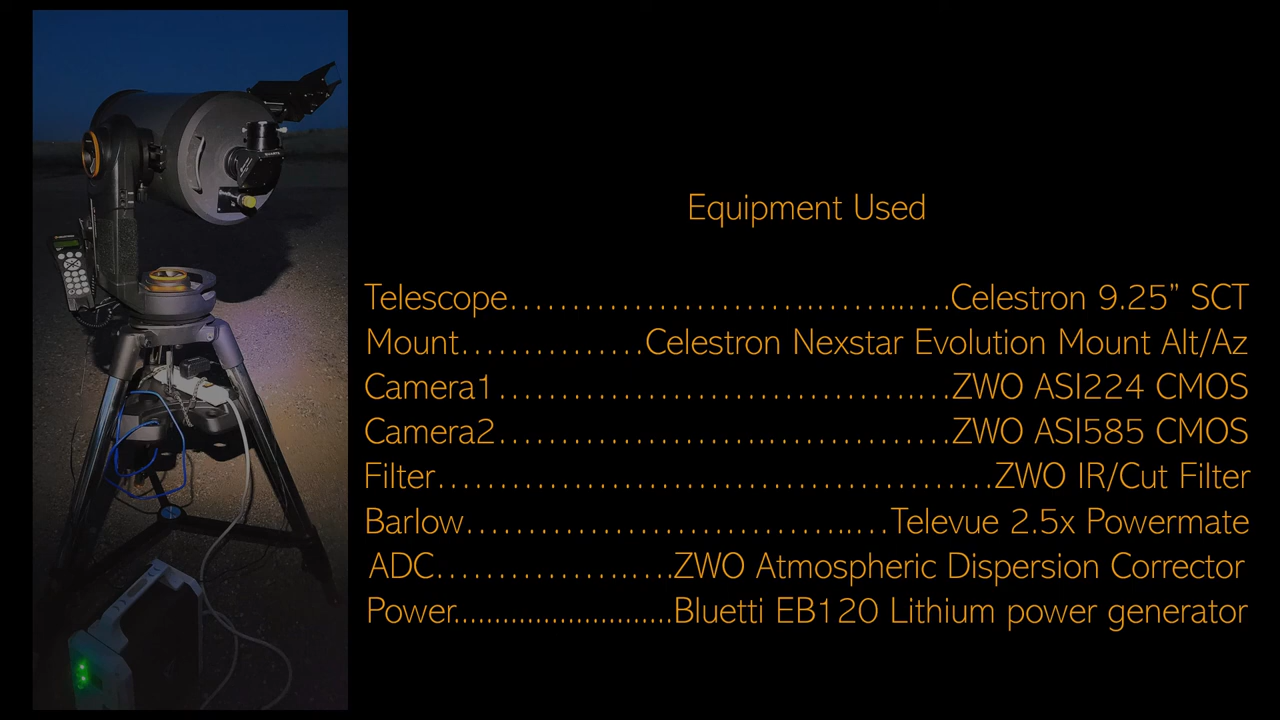 Equipment Used
Telescope....................................Celestron 9.25” SCT
Mount...............Celestron Nexstar Evolution Mount Alt/Az
Camera1.....................................ZWO ASI224 CMOS
Camera2.....................................ZWO ASI585 CMOS
Filter.............................................ZWO IR/Cut Filter
Barlow...................................Televue 2.5x Powermate
ADC....................ZWO Atmospheric Dispersion Corrector
Power...........................Bluetti EB120 Lithium power generator